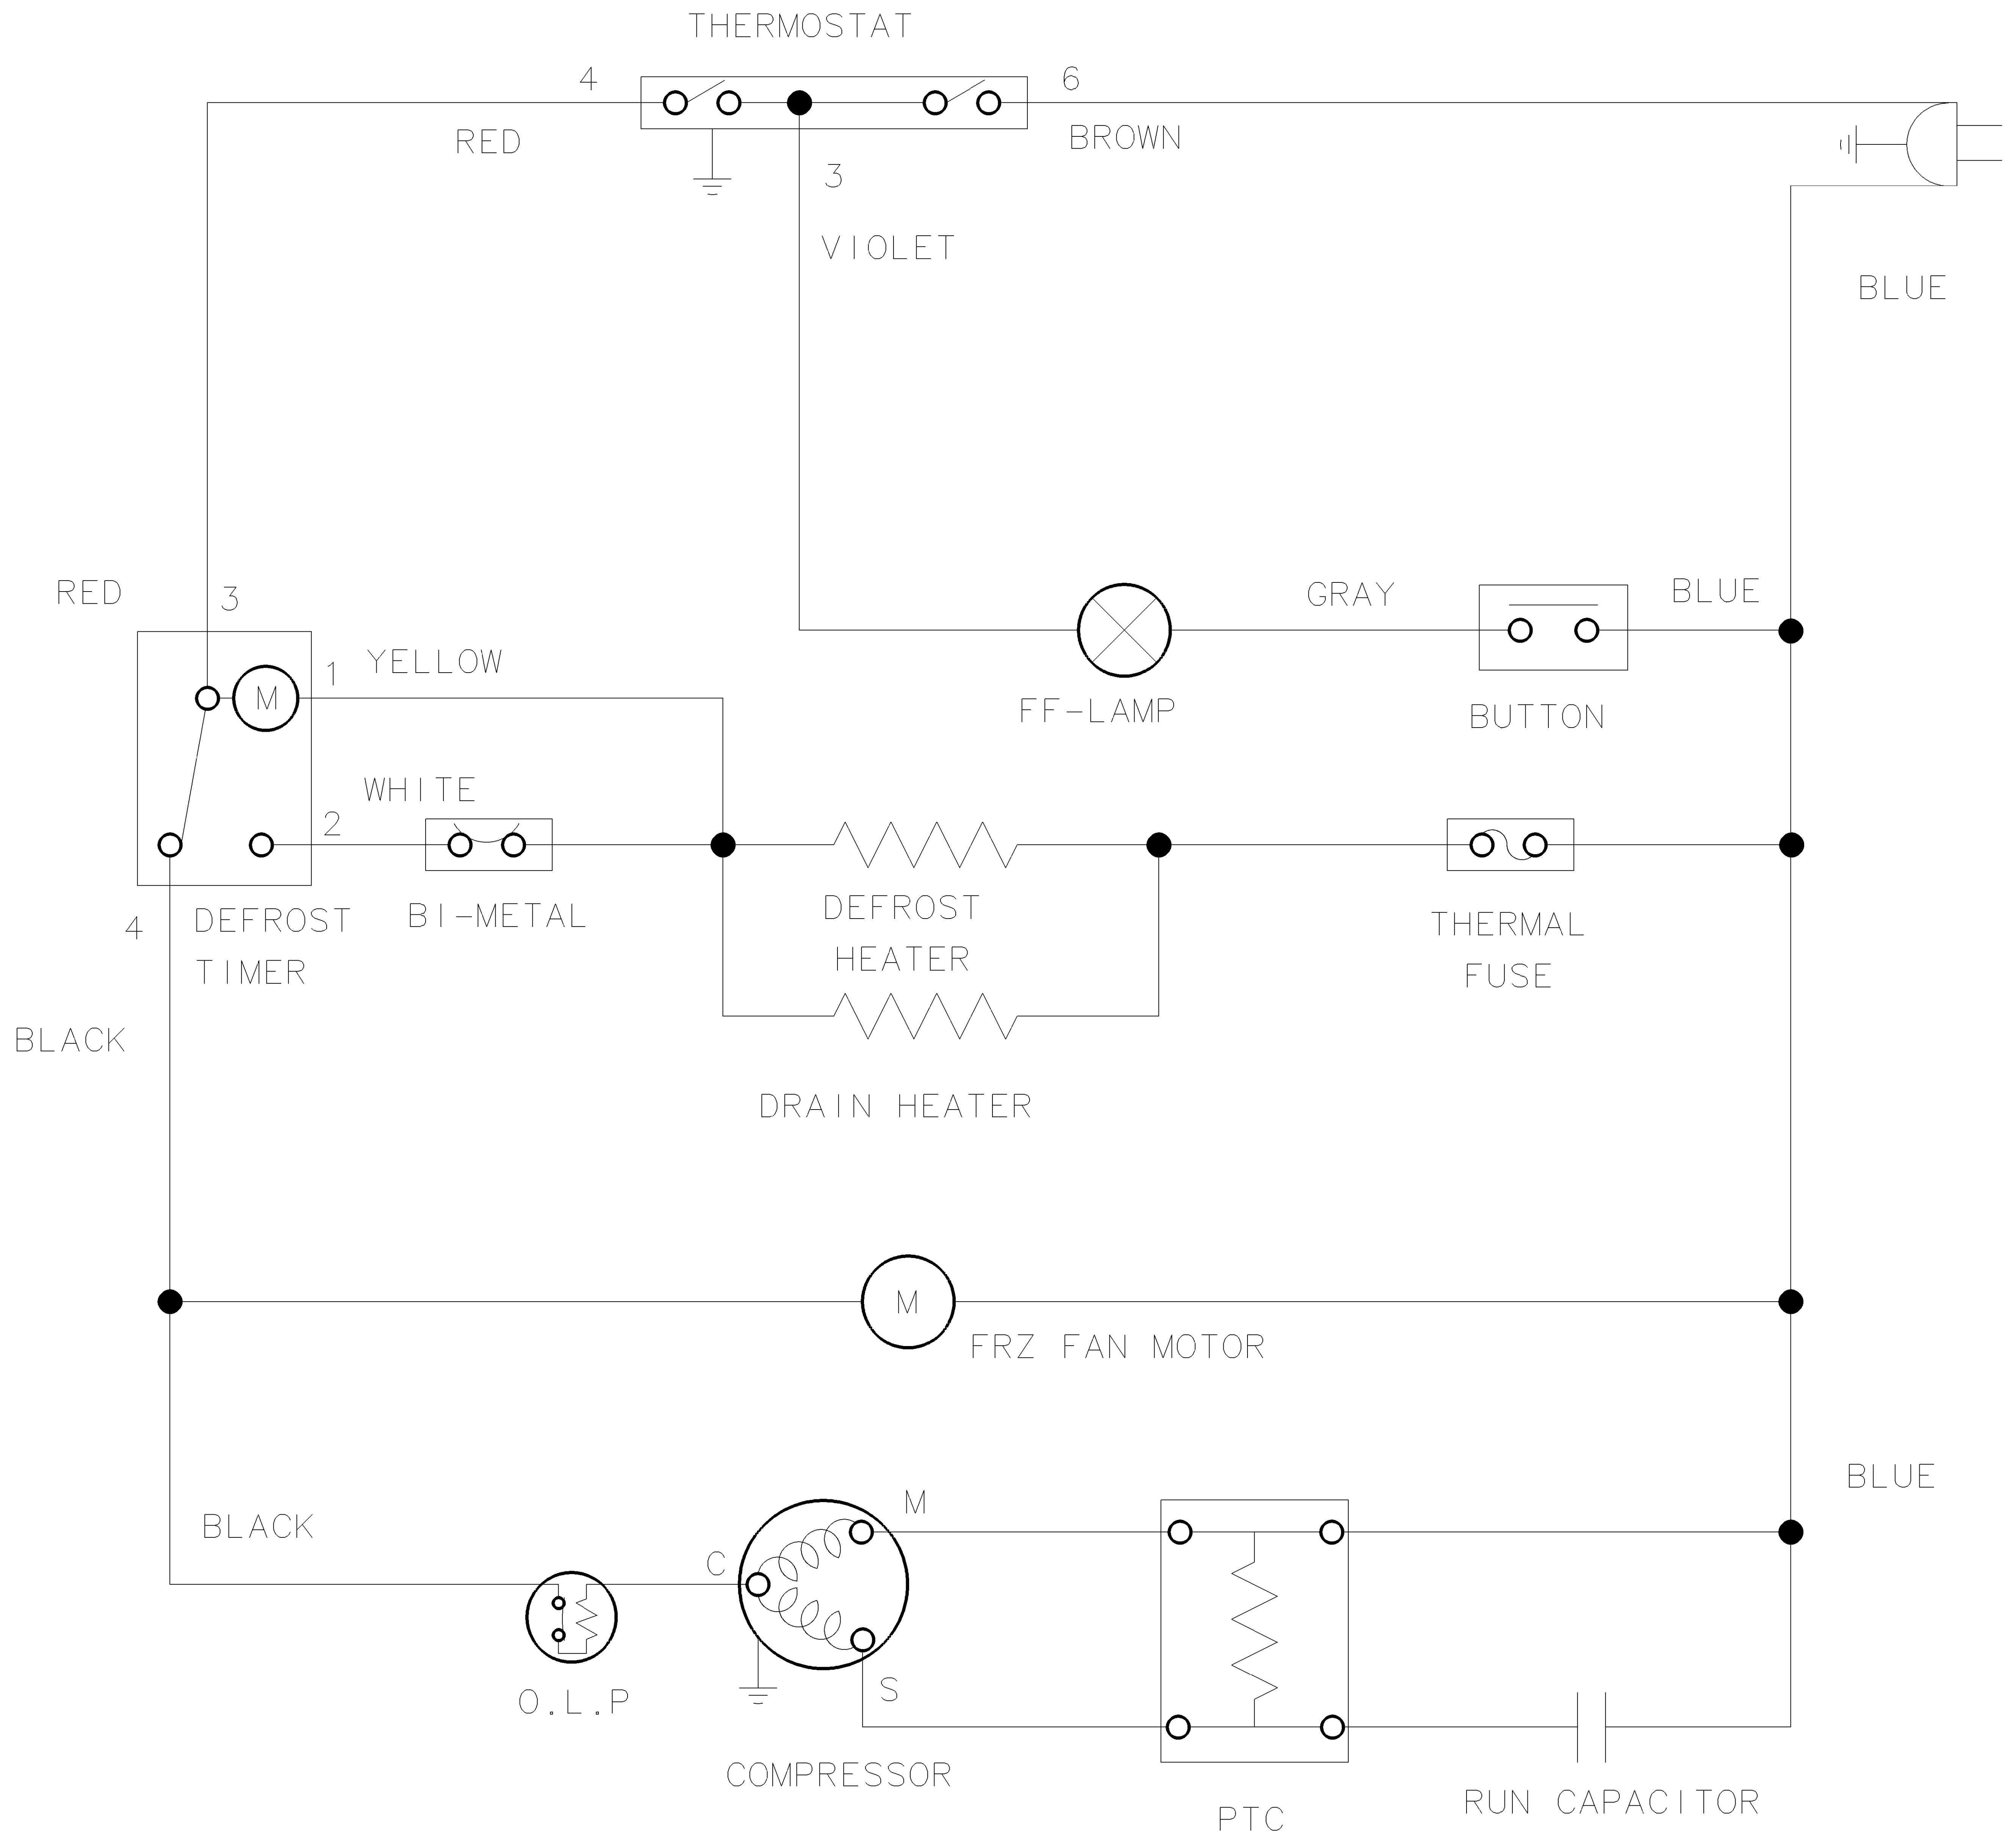 THERMOSTAT
4
6
RED
BROWN
3
VIOLET
BLUE
RED
3
GRAY
BLUE
1
YELLOW
M
FF-LAMP
BUTTON
WHITE
2
4
DEFROST
TIMER
BI-METAL
DEFROST
HEATER
THERMAL
FUSE
BLACK
DRAIN HEATER
M
FRZ FAN MOTOR
BLUE
BLACK
M
C
S
O.L.P
COMPRESSOR
PTC
RUN CAPACITOR